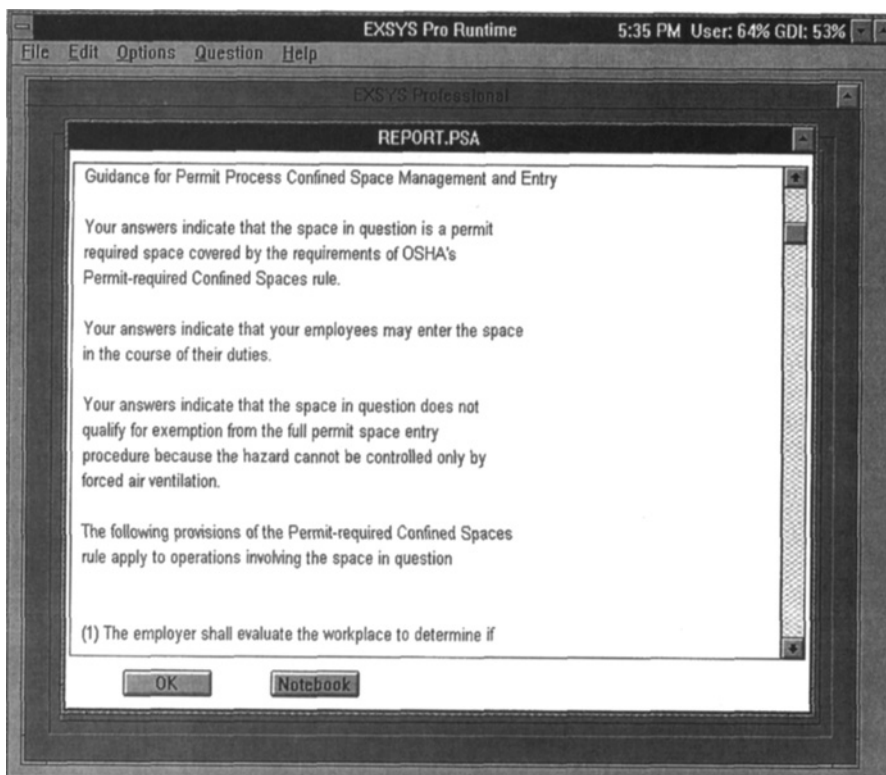 EXSYS Pro Runtime 5:35 PM User: 64% GDI: 53%
File Edit Options Question Help
EXSYS Professional
REPORT.PSA
Guidance for Permit Process Confined Space Management and Entry
Your answers indicate that the space in question is a permit
required space covered by the requirements of OSHA's
Permit-required Confined Spaces rule.
Your answers indicate that your employees may enter the space
in the course of their duties.
Your answers indicate that the space in question does not
qualify for exemption from the full permit space entry
procedure because the hazard cannot be controlled only by
forced air ventilation.
The following provisions of the Permit-required Confined Spaces
rule apply to operations involving the space in question
(1) The employer shall evaluate the workplace to determine if
OK Notebook